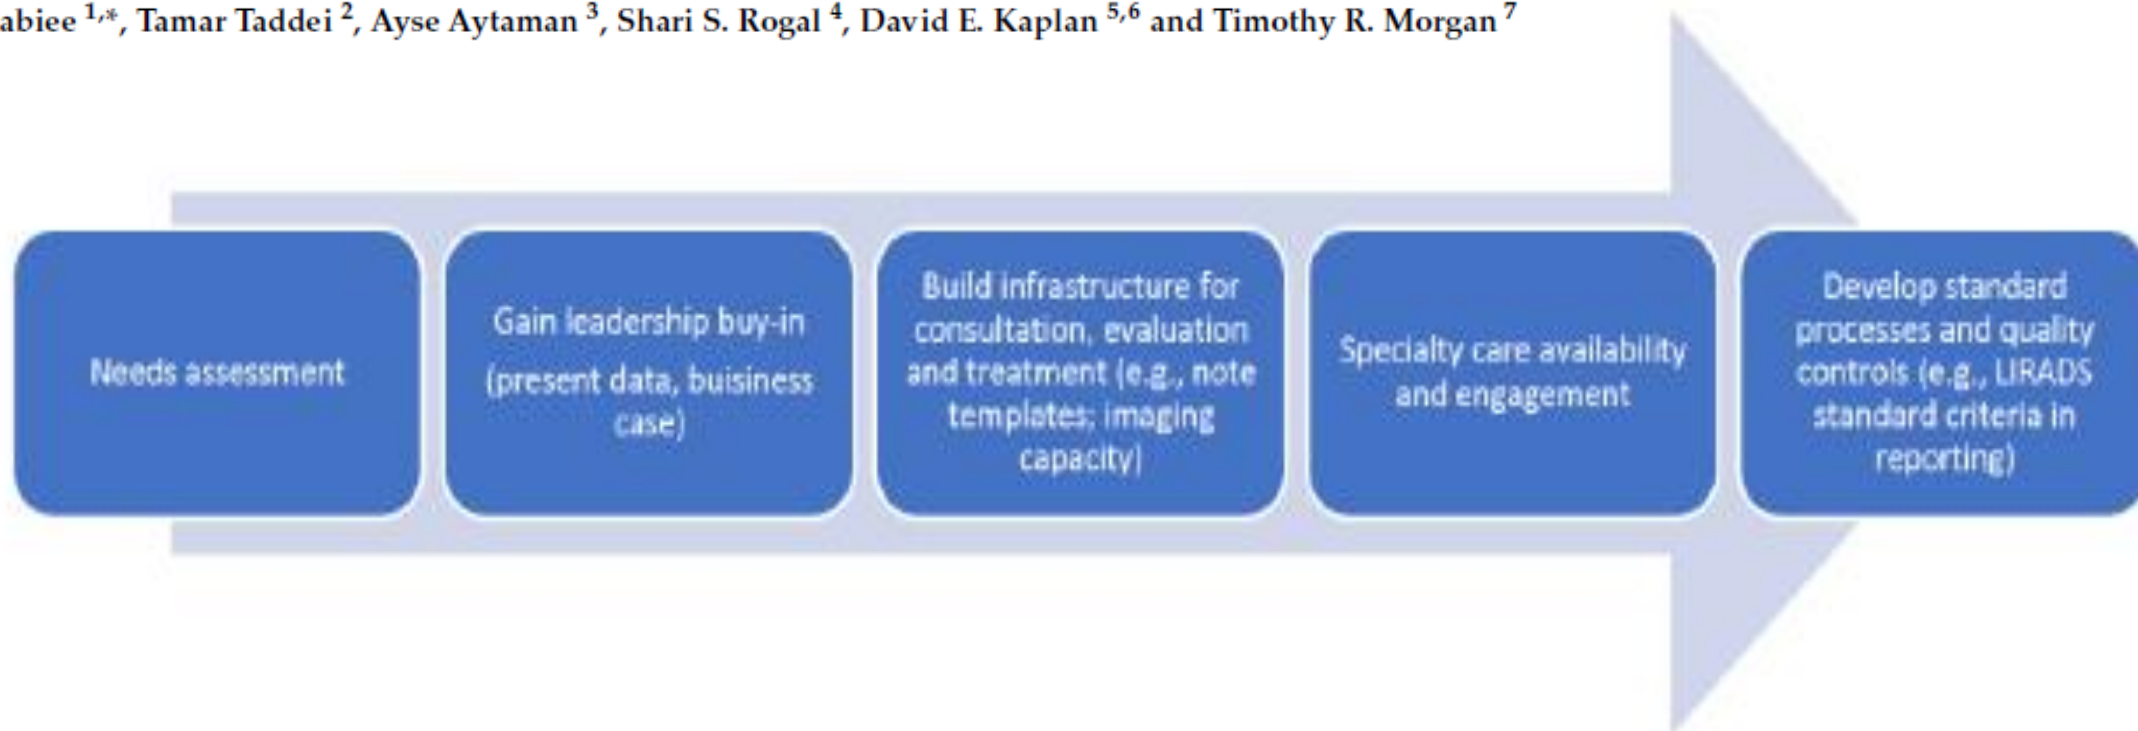 abiee 1,*, Tamar Taddei 2, Ayse Aytaman 3, Shari S. Rogal 4, David E. Kaplan 5,6 and Timothy R. Morgan 7
Needs assessment
Gain leadership buy-in
(present data, buisiness
case)
Build infrastructure for
consultation, evaluation
and treatment (e.g., note
templates; imaging
capacity)
Specialty care availability
and engagement
Develop standard
processes and quality
controls (e.g., LIRADS
standard criteria in
reporting)